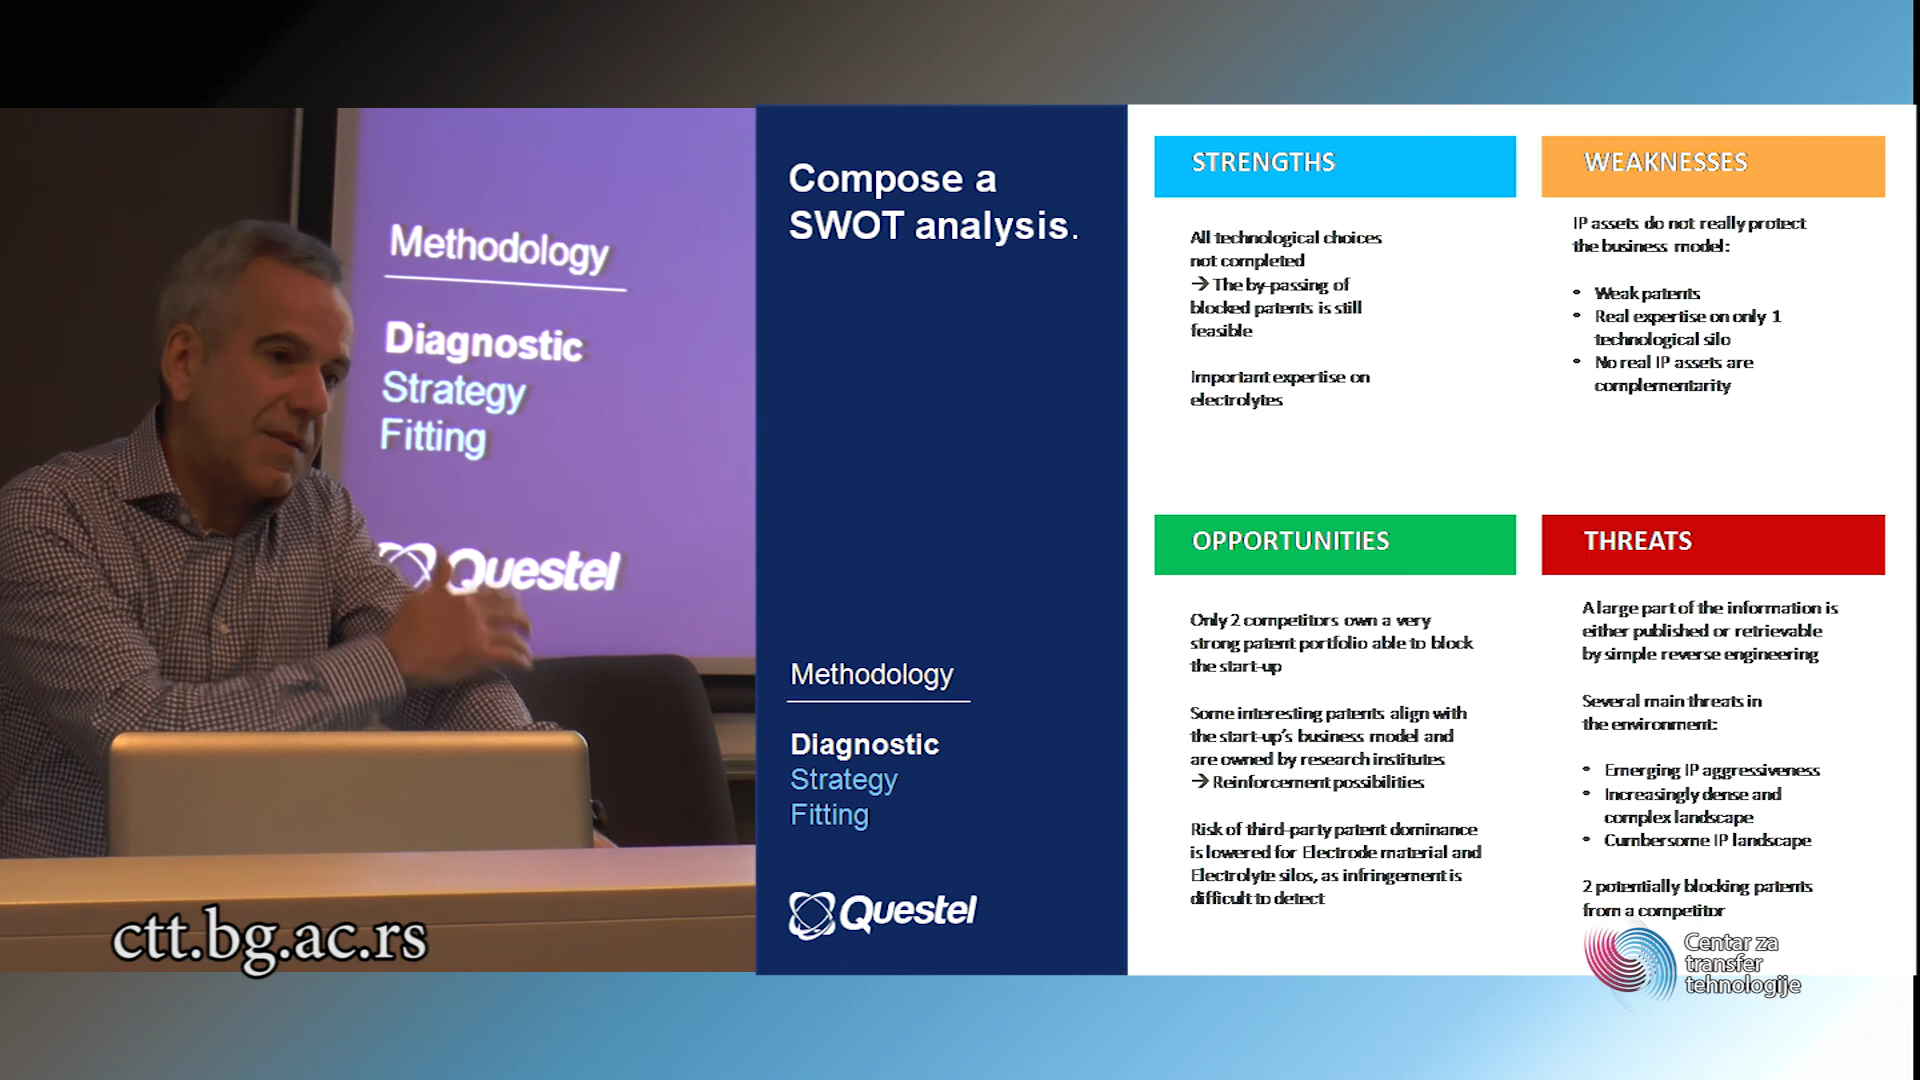 Methodology
Diagnostic
Strategy
Fitting
Questel
ctt.bg.ac.rs
Compose a
SWOT analysis.
Methodology
Diagnostic
Strategy
Fitting
Questel
STRENGTHS
All technological choices
not completed
→ The by-passing of
blocked patents is still
feasible
Important expertise on
electrolytes
WEAKNESSES
IP assets do not really protect
the business model:
• Weak patents
• Real expertise on only 1
technological silo
• No real IP assets are
complementarity
OPPORTUNITIES
Only 2 competitors own a very
strong patent portfolio able to block
the start-up
Some interesting patents align with
the start-up's business model and
are owned by research institutes
→ Reinforcement possibilities
Risk of third-party patent dominance
is lowered for Electrode material and
Electrolyte silos, as infringement is
difficult to detect
THREATS
A large part of the information is
either published or retrievable
by simple reverse engineering
Several main threats in
the environment:
• Emerging IP aggressiveness
• Increasingly dense and
complex landscape
• Cumbersome IP landscape
2 potentially blocking patents
from a competitor
Centar za
transfer
tehnologije